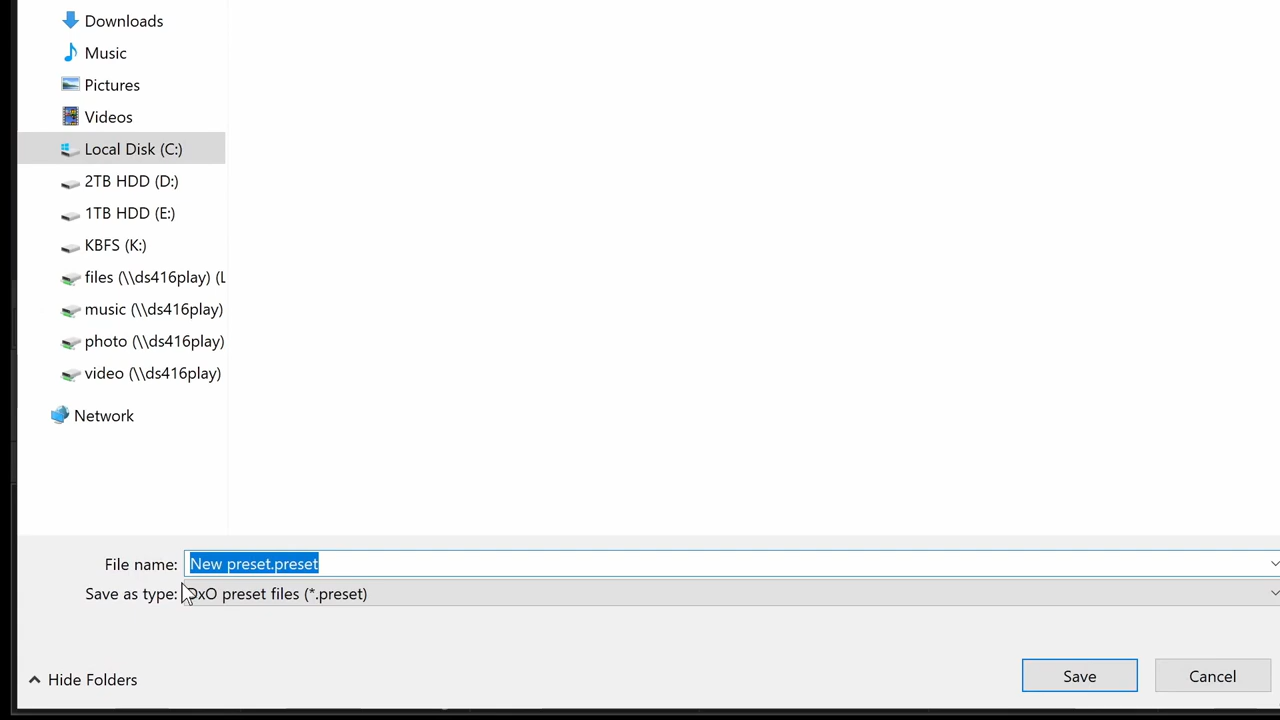 Downloads
Music
Pictures
Videos
Local Disk (C:)
2TB HDD (D:)
1TB HDD (E:)
KBFS (K:)
files (\\ds416play) (L
music (\\ds416play)
photo (\\ds416play)
video (\\ds416play)
Network
File name: New preset.preset
Save as type: DxO preset files (*.preset)
Hide Folders Save Cancel